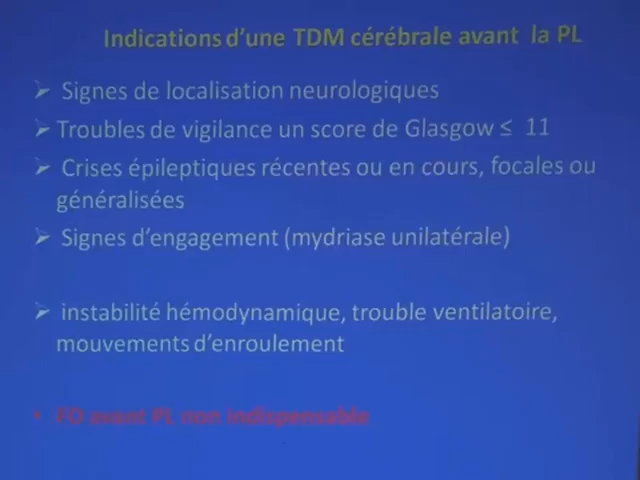 Indications d'une TDM cérébrale avant la PL
➢ Signes de localisation neurologiques
➢ Troubles de vigilance un score de Glasgow ≤ 11
➢ Crises épileptiques récentes ou en cours, focales ou
généralisées
➢ Signes d'engagement (mydriase unilatérale)
➢ instabilité hémodynamique, trouble ventilatoire,
mouvements d'enroulement
• FO avant PL non indispensable